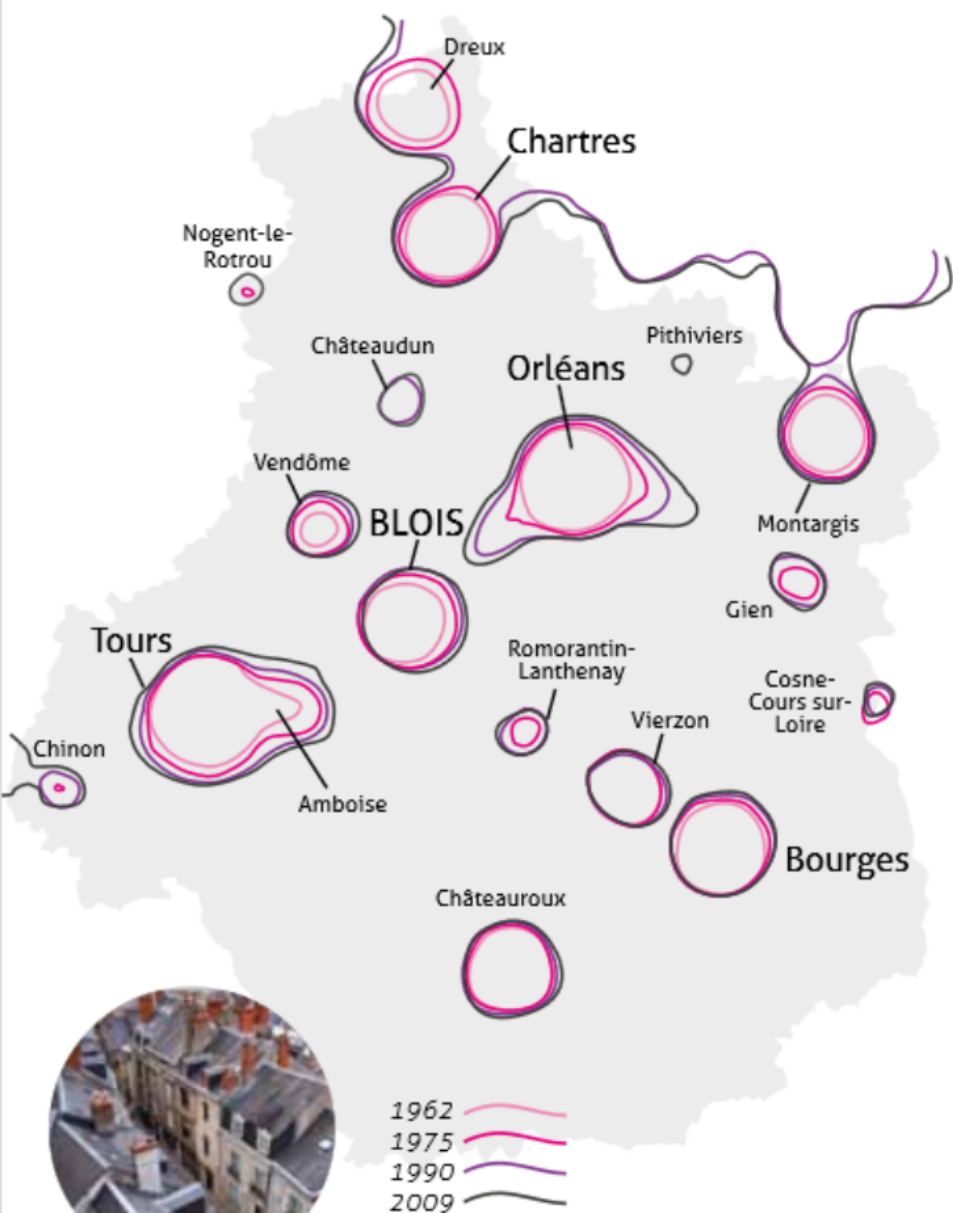 Dreux
Chartres
Nogent-le-
Rotrou
Châteaudun
Pithiviers
Orléans
Vendôme
BLOIS
Montargis
Gien
Tours
Romorantin-
Lanthenay
Cosne-
Cours sur-
Loire
Vierzon
Chinon
Amboise
Bourges
Châteauroux
1962
1975
1990
2009